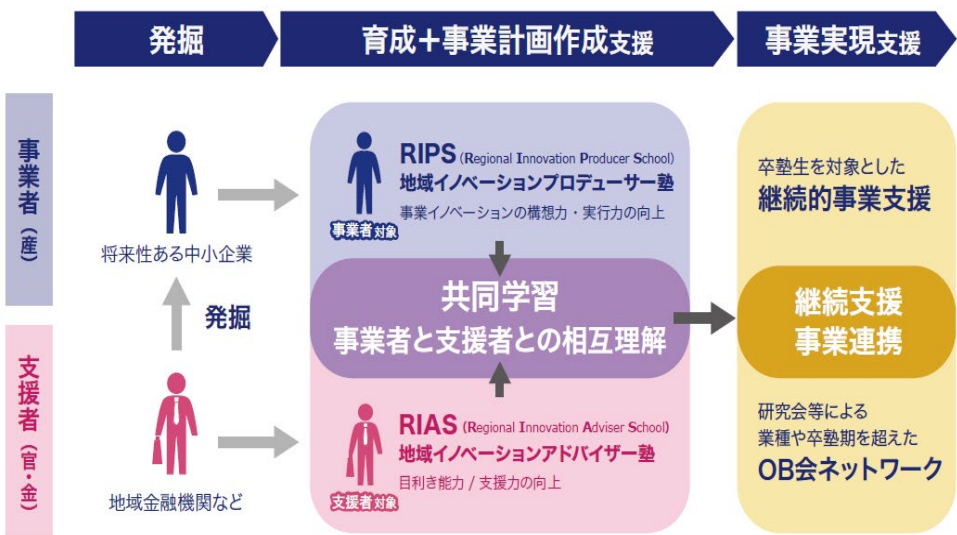 発掘
育成＋事業計画作成支援
事業実現支援
事業者（産）
将来性ある中小企業
発掘
RIPS (Regional Innovation Producer School)
地域イノベーションプロデューサー塾
事業イノベーションの構想力・実行力の向上
事業者対象
共同学習
事業者と支援者との相互理解
卒塾生を対象とした
継続的事業支援
継続支援
事業連携
支援者（官・金）
地域金融機関など
RIAS (Regional Innovation Adviser School)
地域イノベーションアドバイザー塾
目利き能力 / 支援力の向上
支援者対象
研究会等による
業種や卒塾期を超えた
OB会ネットワーク